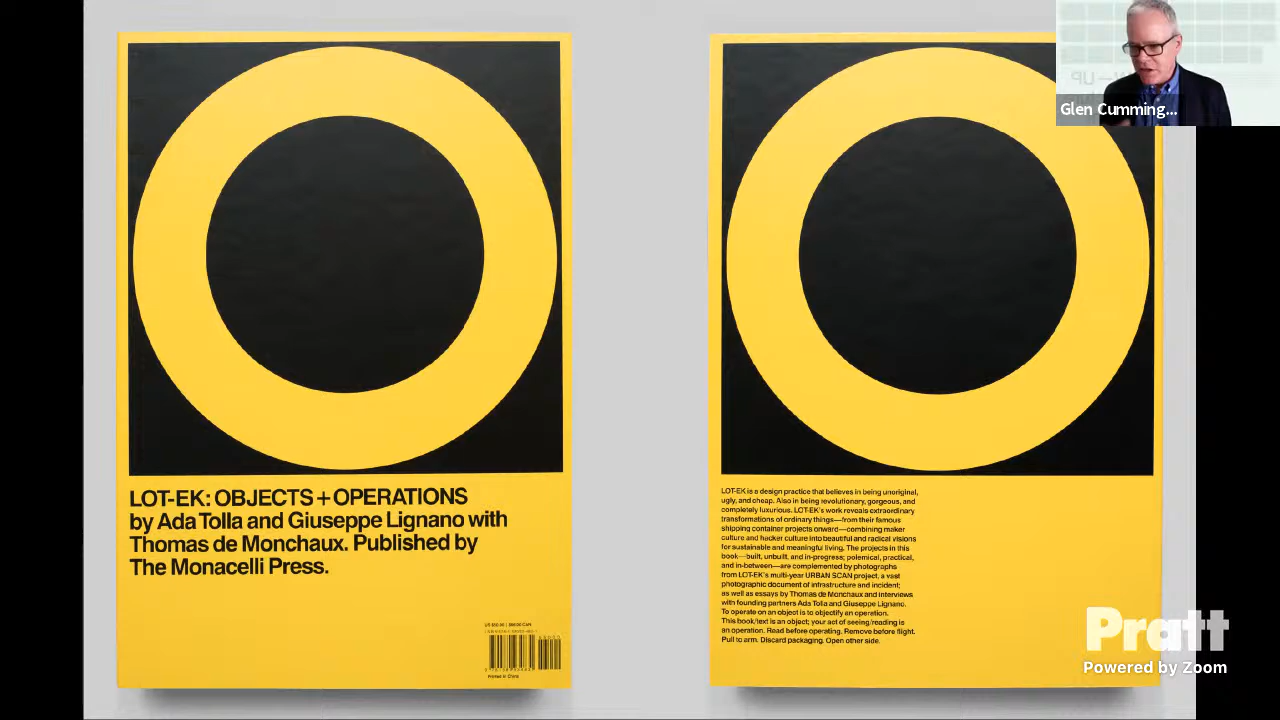 LOT-EK: OBJECTS + OPERATIONS
by Ada Tolla and Giuseppe Lignano with
Thomas de Monchaux. Published by
The Monacelli Press.
Printed in China
LOT-EK is a design practice that believes in being unoriginal,
ugly, and cheap. Also in being revolutionary, gorgeous, and
completely luxurious. LOT-EK's work reveals extraordinary
transformations of ordinary things—from their famous
shipping container projects onward—combining maker
culture and hacker culture into beautiful and radical visions
for sustainable and meaningful living. The projects in this
book—built, unbuilt, and in-progress; polemical, practical,
and in-between—are complemented by photographs
from LOT-EK's multi-year URBAN SCAN project, a vast
photographic document of infrastructure and incident;
as well as essays by Thomas de Monchaux and interviews
with founding partners Ada Tolla and Giuseppe Lignano.
To operate on an object is to objectify an operation.
This book/text is an object; your act of seeing/reading is
an operation. Read before operating. Remove before flight.
Pull to arm. Discard packaging. Open other side.
Glen Cumming...
Pratt
Powered by Zoom